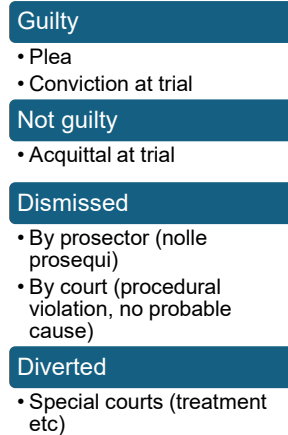 Guilty
• Plea
• Conviction at trial
Not guilty
• Acquittal at trial
Dismissed
• By prosector (nolle
prosequi)
• By court (procedural
violation, no probable
cause)
Diverted
• Special courts (treatment
etc)